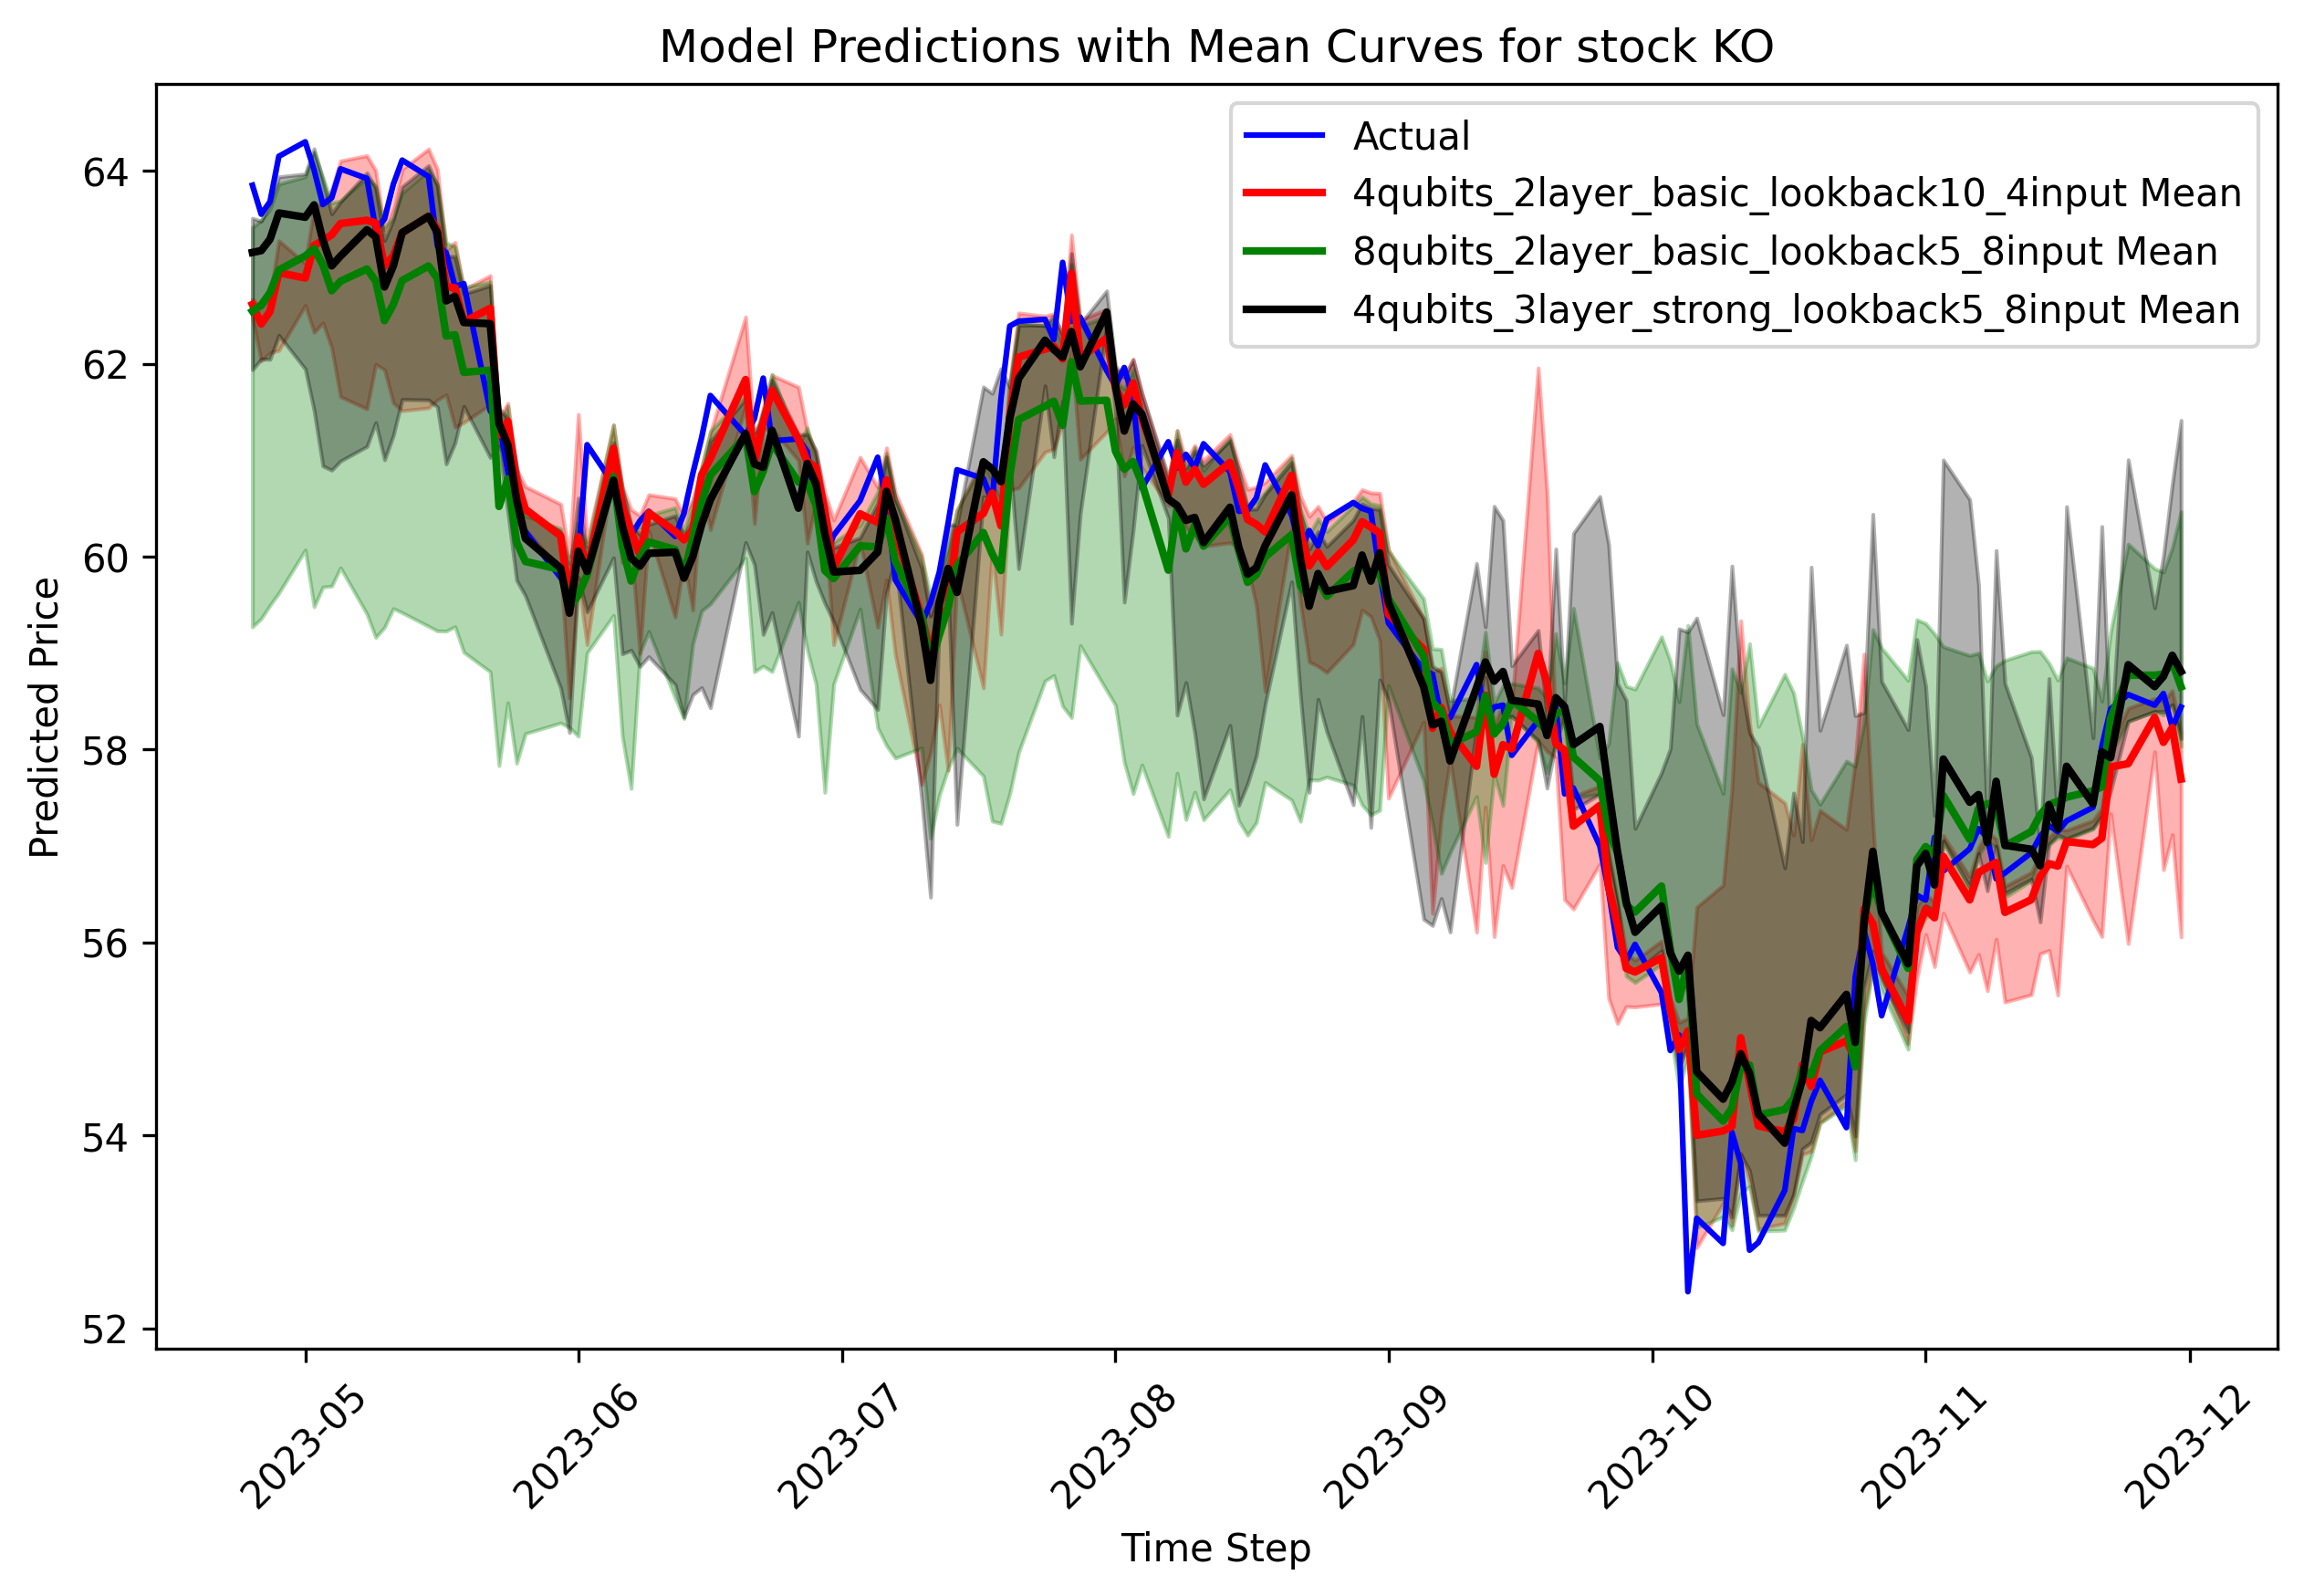 Model Predictions with Mean Curves for stock KO
Actual
4qubits_2layer_basic_lookback10_4input Mean
8qubits_2layer_basic_lookback5_8input Mean
4qubits_3layer_strong_lookback5_8input Mean
Predicted Price
64
62
60
58
56
54
52
2023-05
2023-06
2023-07
2023-08
2023-09
2023-10
2023-11
2023-12
Time Step